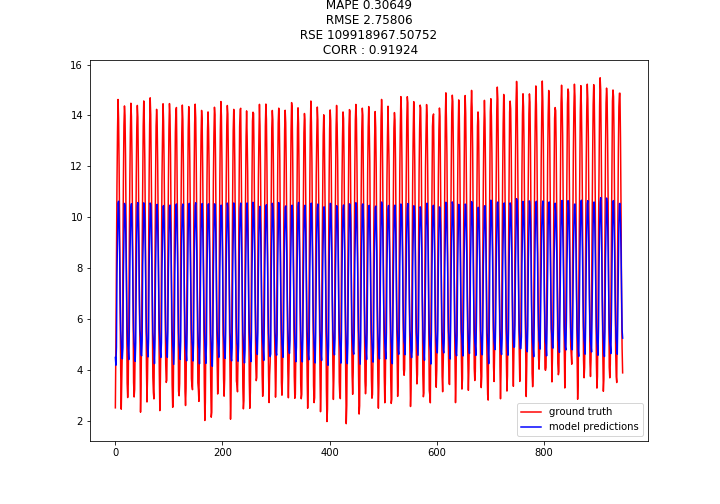 MAPE 0.30649
RMSE 2.75806
RSE 109918967.50752
CORR : 0.91924
16
14
12
10
8
6
4
2
0
200
400
600
800
ground truth
model predictions